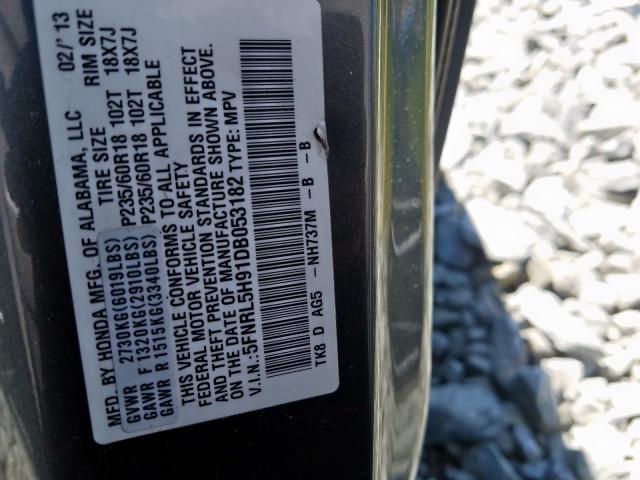 MFD. BY HONDA MFG. OF ALABAMA, LLC 02/'13
TIRE SIZE RIM SIZE
GVWR 2730KG(6019LBS)
GAWR F 1320KG(2910LBS) P235/60R18 102T 18X7J
GAWR R 1515KG(3340LBS) P235/60R18 102T 18X7J
THIS VEHICLE CONFORMS TO ALL APPLICABLE
FEDERAL MOTOR VEHICLE SAFETY
AND THEFT PREVENTION STANDARDS IN EFFECT
ON THE DATE OF MANUFACTURE SHOWN ABOVE.
V.I.N.:5FNRL5H91DB053182 TYPE: MPV
TK8 D AG5 -NH737M -B -B